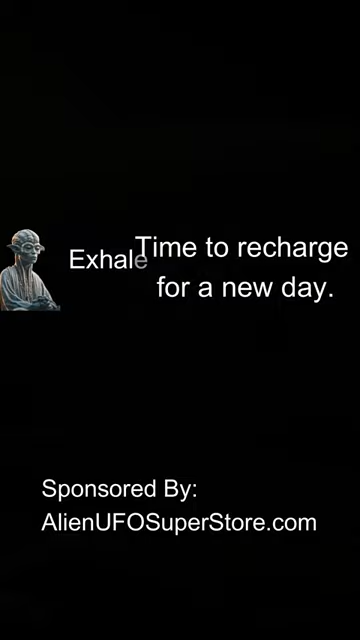 Exhale
Time to recharge
for a new day.
Sponsored By:
AlienUFOSuperStore.com